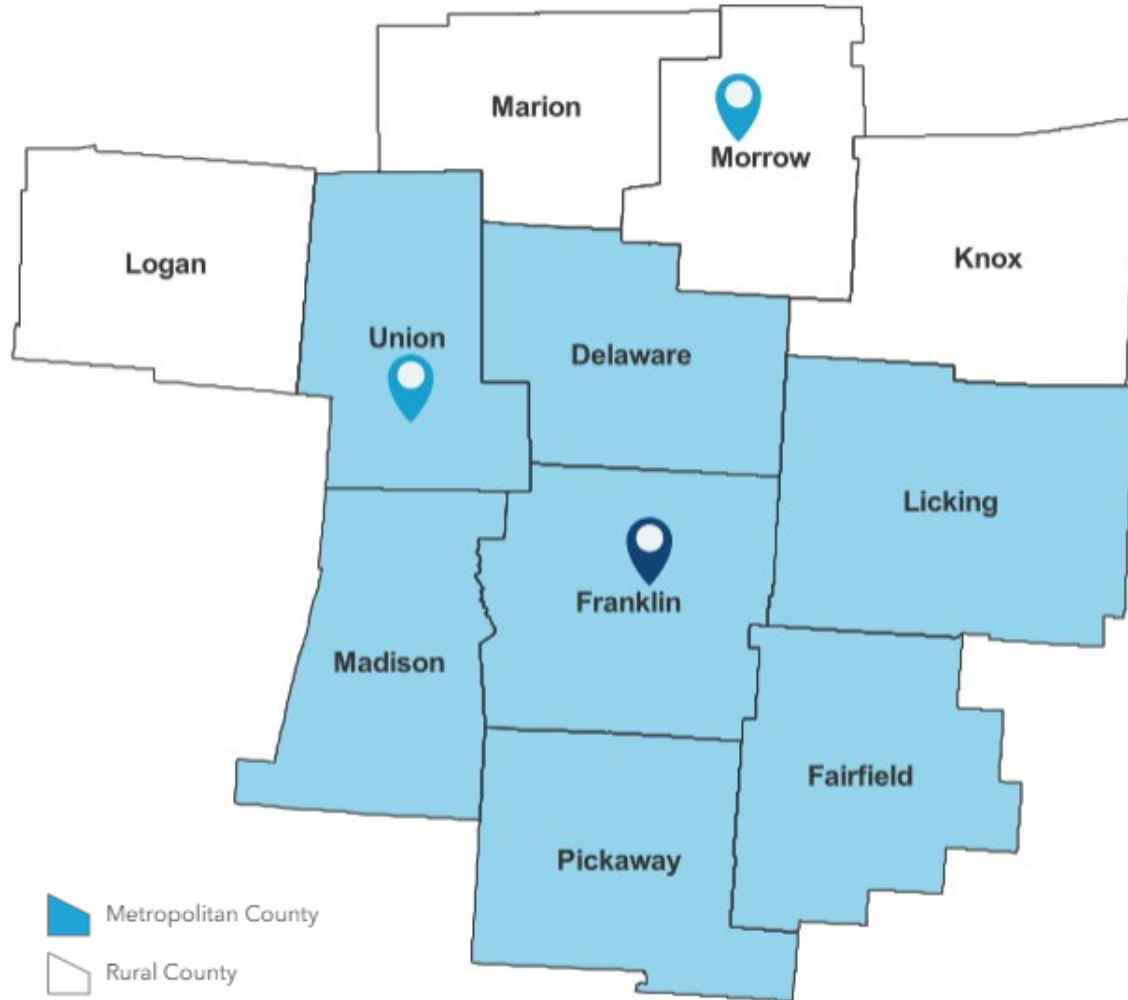 Marion
Morrow
Logan
Knox
Union
Delaware
Licking
Franklin
Madison
Fairfield
Pickaway
Metropolitan County
Rural County